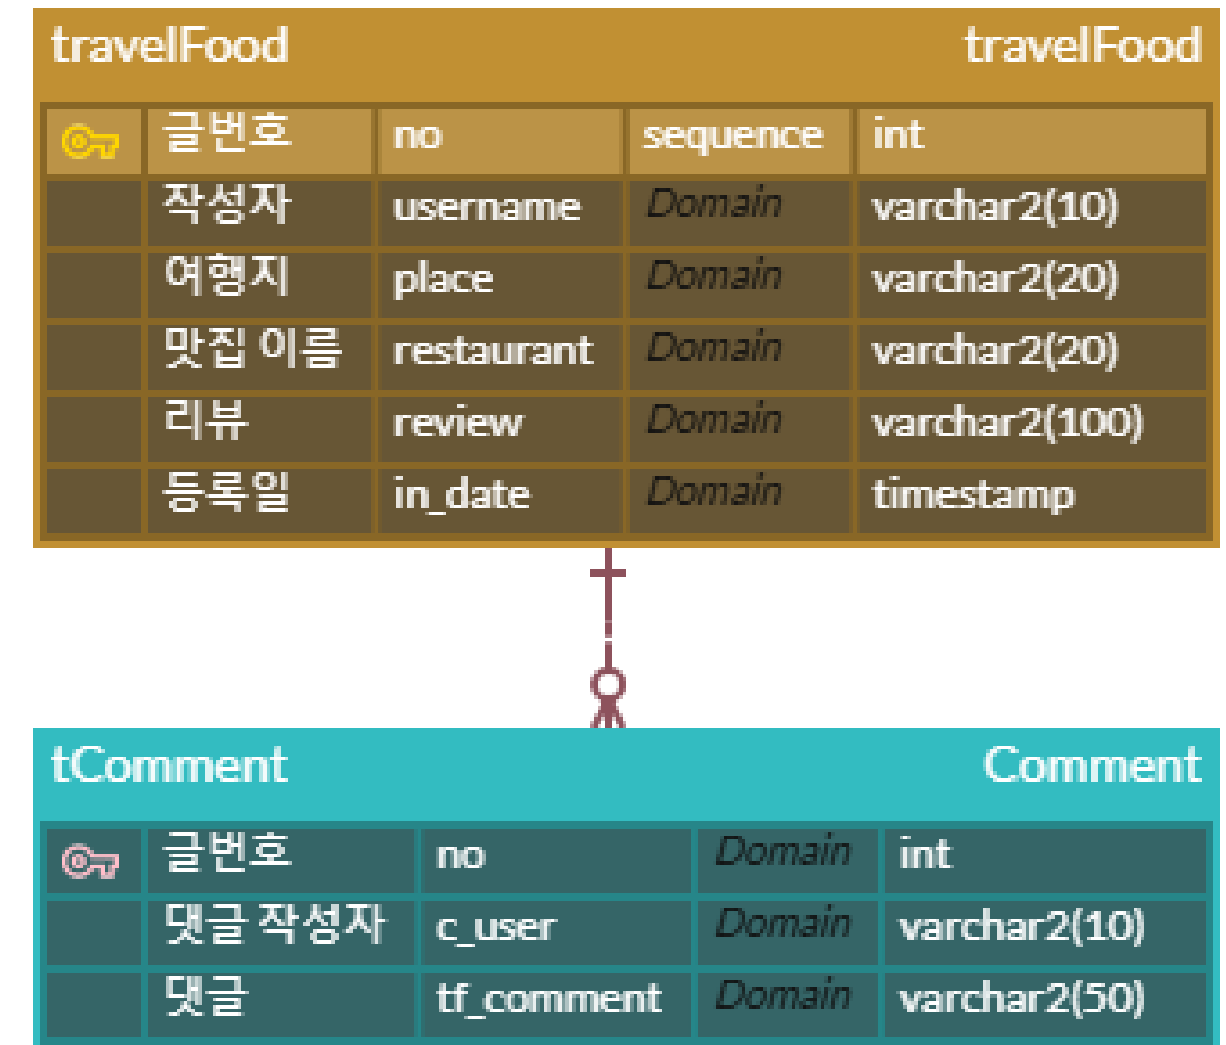 travelFood travelFood
글번호 no sequence int
작성자 username Domain varchar2(10)
여행지 place Domain varchar2(20)
맛집 이름 restaurant Domain varchar2(20)
리뷰 review Domain varchar2(100)
등록일 in_date Domain timestamp
tComment Comment
글번호 no Domain int
댓글 작성자 c_user Domain varchar2(10)
댓글 tf_comment Domain varchar2(50)